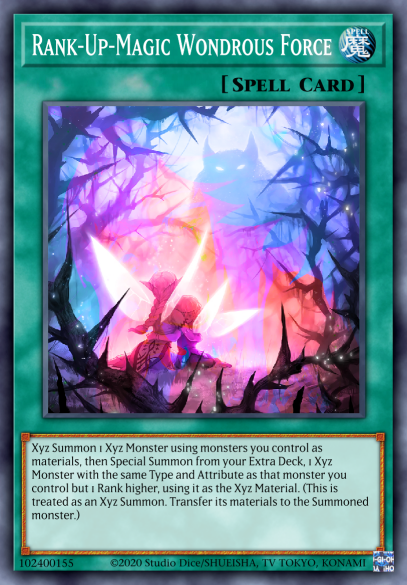 Rank-Up-Magic Wondrous Force
SPELL
魔
[Spell Card]
Xyz Summon 1 Xyz Monster using monsters you control as
materials, then Special Summon from your Extra Deck, 1 Xyz
Monster with the same Type and Attribute as that monster you
control but 1 Rank higher, using it as the Xyz Material. (This is
treated as an Xyz Summon. Transfer its materials to the Summoned
monster.)
102400155
©2020 Studio Dice/SHUEISHA, TV TOKYO, KONAMI